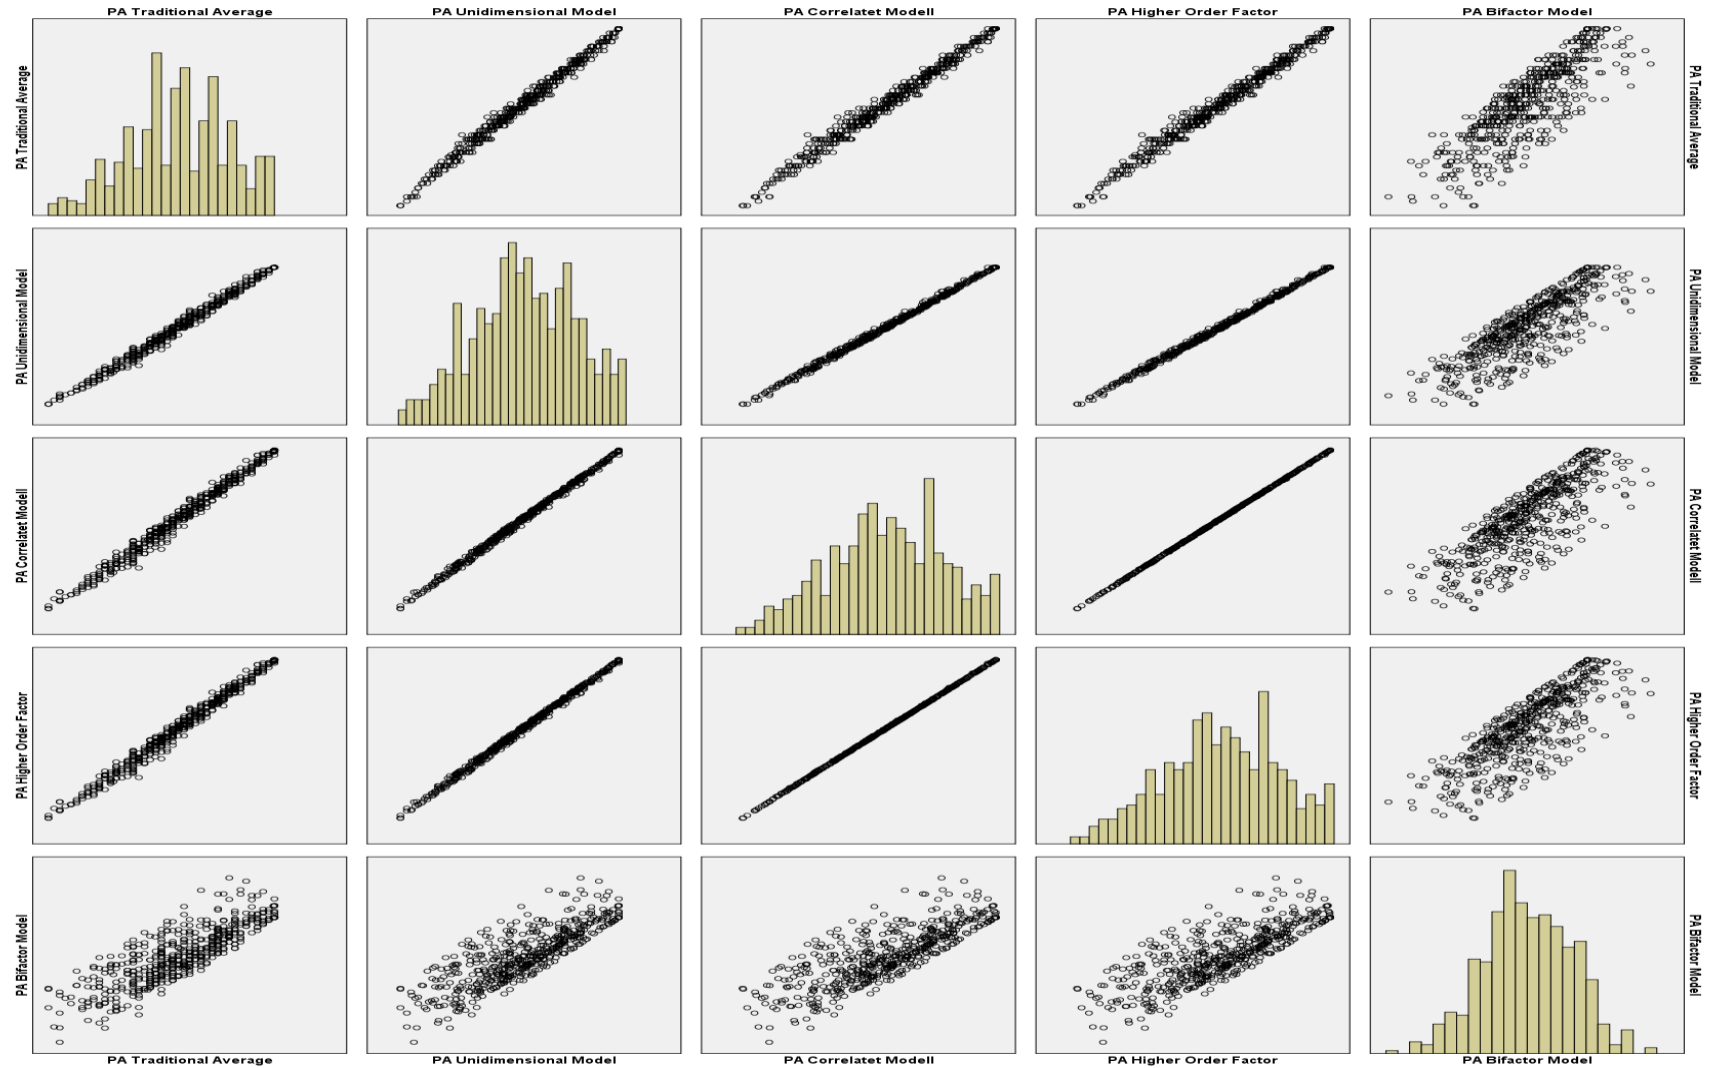 PA Traditional Average
PA Unidimensional Model
PA Correlatet Modell
PA Higher Order Factor
PA Bifactor Model
PA Traditional Average
PA Traditional Average
PA Unidimensional Model
PA Unidimensional Model
PA Correlatet Modell
PA Correlatet Modell
PA Higher Order Factor
PA Higher Order Factor
PA Bifactor Model
PA Bifactor Model
PA Traditional Average
PA Unidimensional Model
PA Correlatet Modell
PA Higher Order Factor
PA Bifactor Model